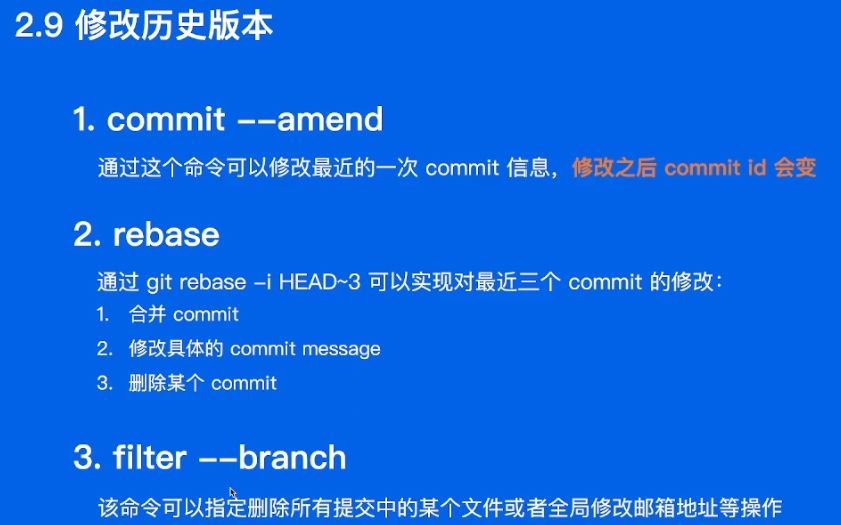 2.9 修改历史版本
1. commit --amend
通过这个命令可以修改最近的一次 commit 信息，修改之后 commit id 会变
2. rebase
通过 git rebase -i HEAD~3 可以实现对最近三个 commit 的修改：
1. 合并 commit
2. 修改具体的 commit message
3. 删除某个 commit
3. filter --branch
该命令可以指定删除所有提交中的某个文件或者全局修改邮箱地址等操作